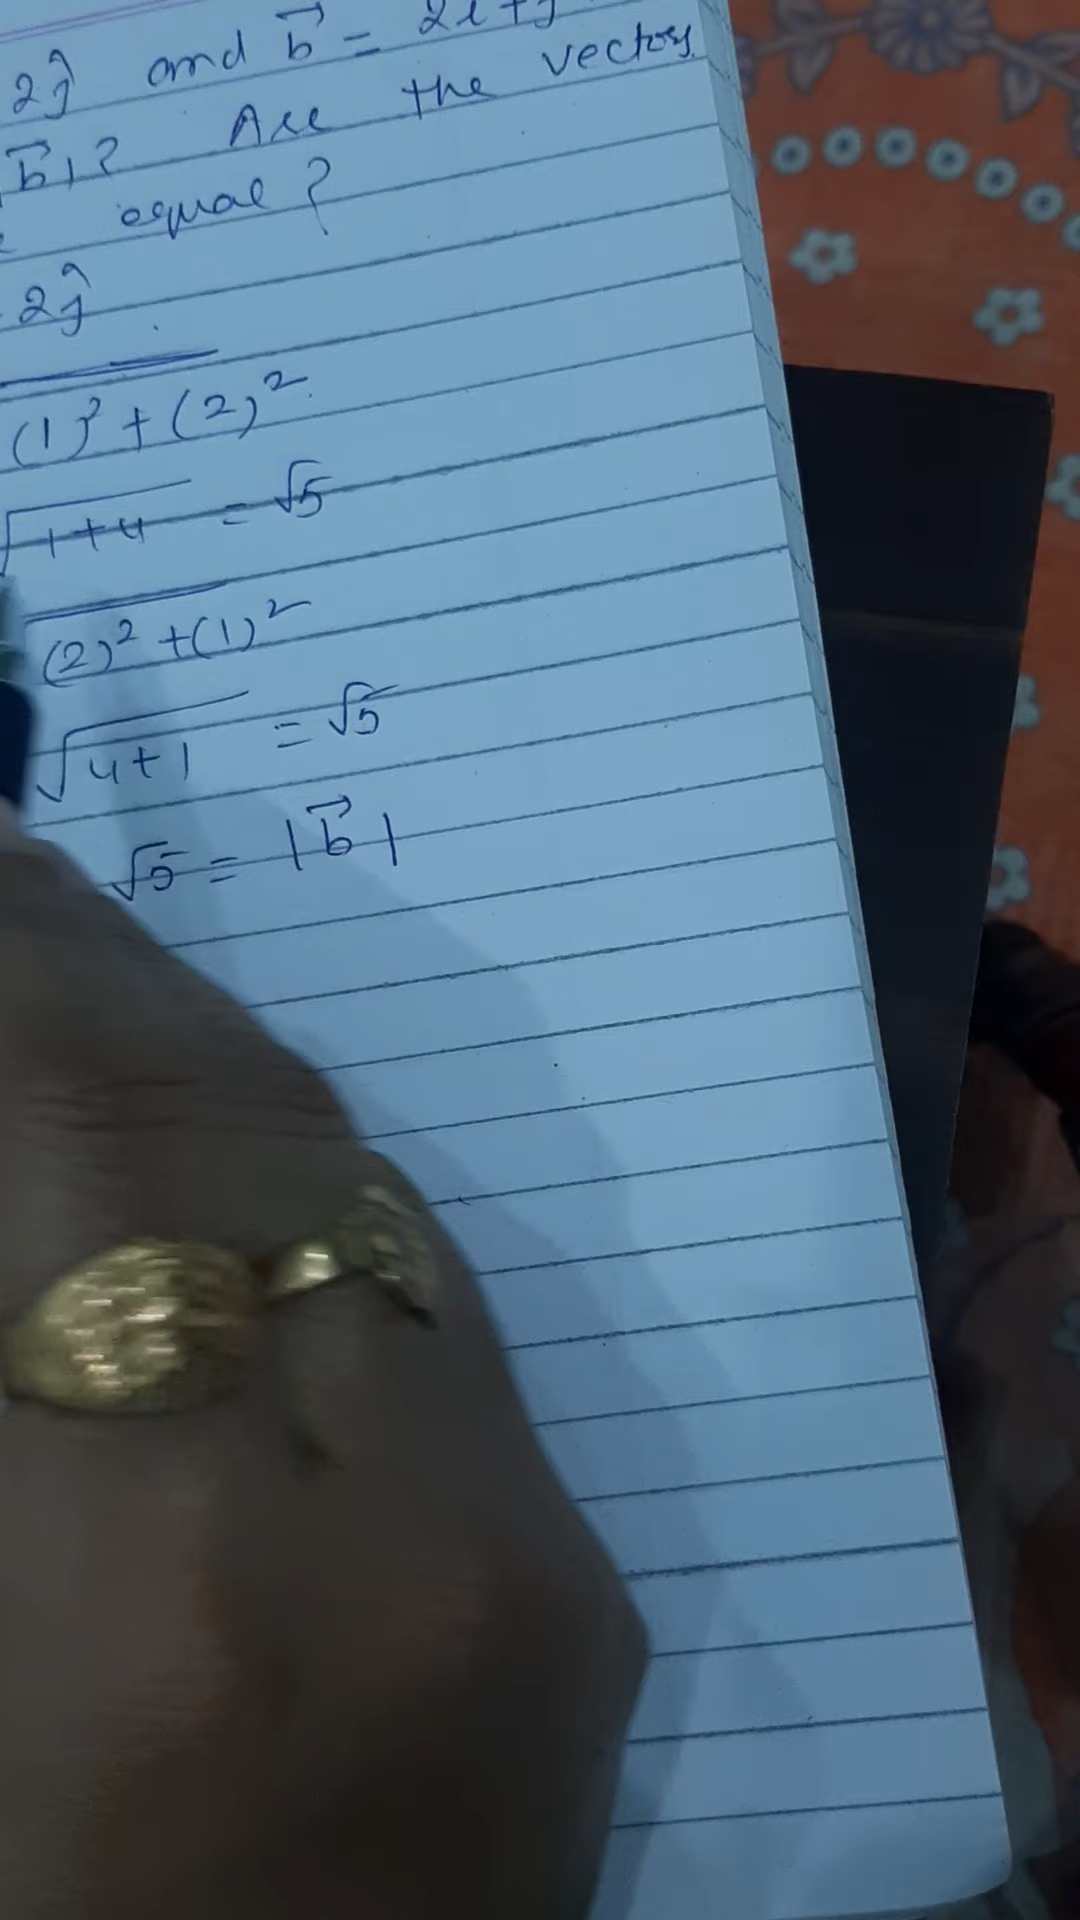 2ĵ and b⃗ = 2i+j
b⃗|? Are the vectors
equal?
2ĵ
(1)² + (2)²
√1+4 = √5
(2)² + (1)²
√4+1 = √5
√5 = |b⃗|